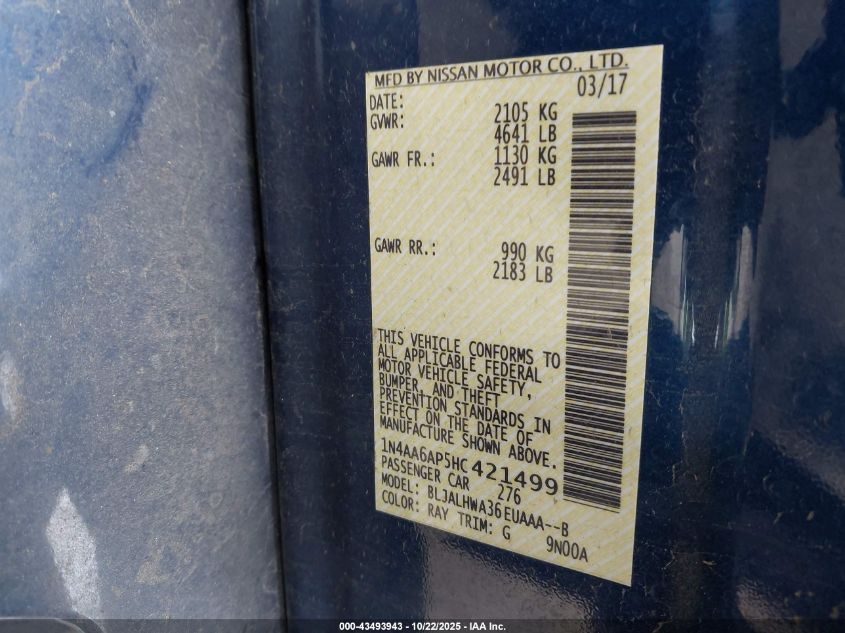 MFD BY NISSAN MOTOR CO., LTD.
DATE: 03/17
GVWR: 2105 KG
4641 LB
GAWR FR.: 1130 KG
2491 LB
GAWR RR.: 990 KG
2183 LB
THIS VEHICLE CONFORMS TO
ALL APPLICABLE FEDERAL
MOTOR VEHICLE SAFETY,
BUMPER, AND THEFT
PREVENTION STANDARDS IN
EFFECT ON THE DATE OF
MANUFACTURE SHOWN ABOVE.
1N4AA6AP5HC421499
PASSENGER CAR 276
MODEL: BLJALHWA36EUAAA--B
COLOR: RAY TRIM: G 9N00A
000-43493943 - 10/22/2025 - IAA Inc.